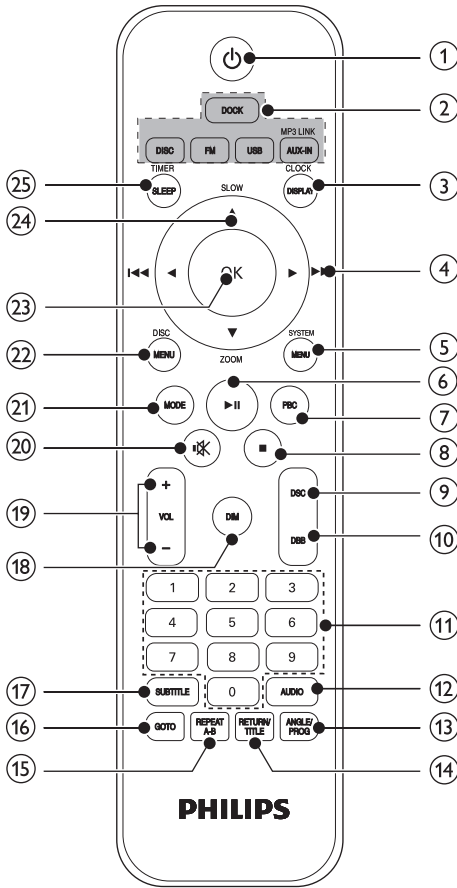 1
DOCK
2
MP3 LINK
DISC FM USB AUX-IN
TIMER CLOCK
25 SLEEP SLOW DISPLAY 3
24
OK 4
23
DISC SYSTEM
22 MENU MENU 5
ZOOM
6
21 MODE PBC 7
20 8
+ DSC 9
19 VOL DIM
− DBB 10
18
1 2 3
4 5 6 11
7 8 9
17 SUBTITLE 0 AUDIO 12
16 GOTO REPEAT A-B RETURN/ TITLE ANGLE/ PROG 13
15 14
PHILIPS